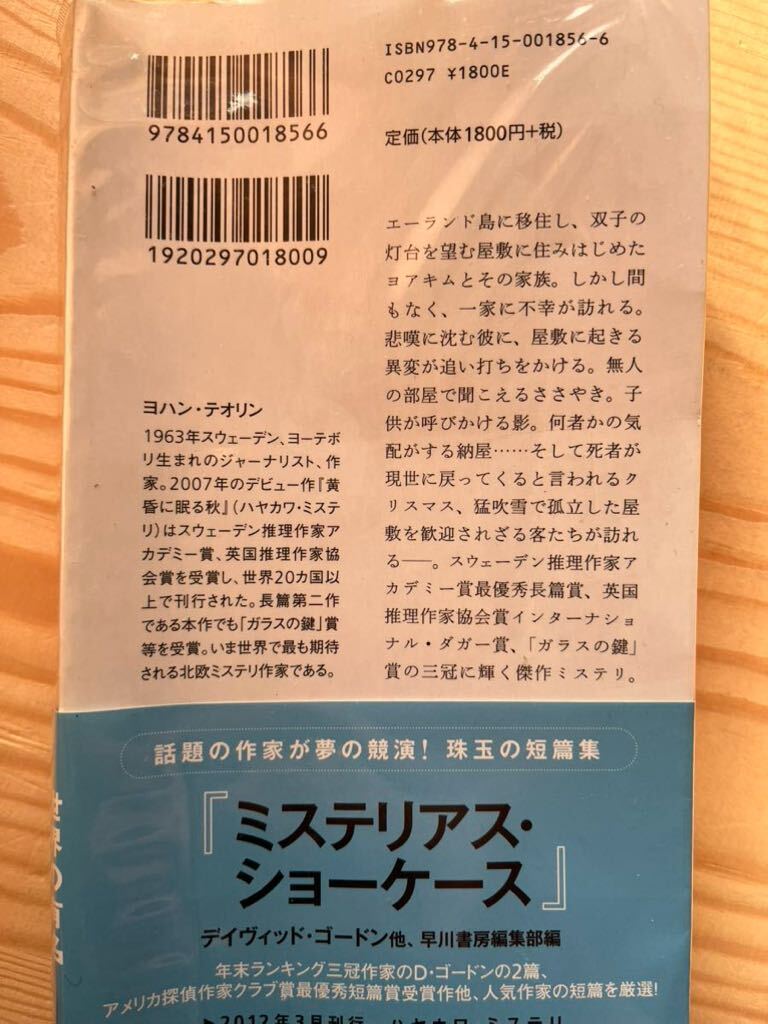 ISBN978-4-15-001856-6
C0297 ¥1800E
9784150018566
定価(本体1800円+税)
1920297018009
エーランド島に移住し、双子の
灯台を望む屋敷に住みはじめた
ヨアキムとその家族。しかし間
もなく、一家に不幸が訪れる。
悲嘆に沈む彼に、屋敷に起きる
異変が追い打ちをかける。無人
の部屋で聞こえるささやき。子
供が呼びかける影。何者かの気
配がする納屋……そして死者が
現世に戻ってくると言われるク
リスマス、猛吹雪で孤立した屋
敷を歓迎されざる客たちが訪れ
る――。スウェーデン推理作家ア
カデミー賞最優秀長篇賞、英国
推理作家協会賞インターナショ
ナル・ダガー賞、「ガラスの鍵」
賞の三冠に輝く傑作ミステリ。
ヨハン・テオリン
1963年スウェーデン、ヨーテボ
リ生まれのジャーナリスト、作
家。2007年のデビュー作『黄
昏に眠る秋』(ハヤカワ・ミステ
リ)はスウェーデン推理作家ア
カデミー賞、英国推理作家協
会賞を受賞し、世界20カ国以
上で刊行された。長篇第二作
である本作でも「ガラスの鍵」賞
等を受賞。いま世界で最も期待
される北欧ミステリ作家である。
話題の作家が夢の競演! 珠玉の短篇集
『ミステリアス・
ショーケース』
デイヴィッド・ゴードン他、早川書房編集部編
年末ランキング三冠作家のD・ゴードンの2篇、
アメリカ探偵作家クラブ賞最優秀短篇賞受賞作他、人気作家の短篇を厳選!
▶2012年3月刊行 ハヤカワ・ミステリ